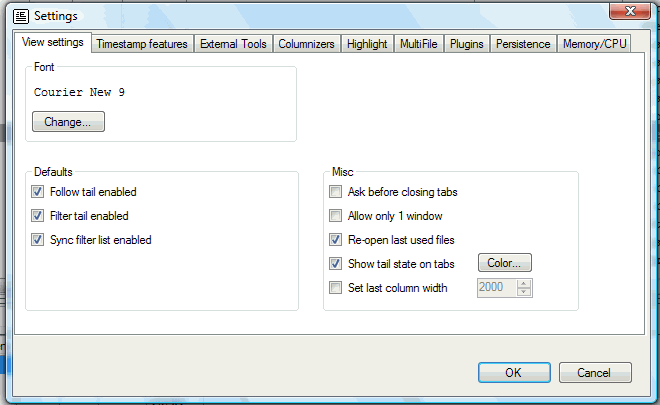 Settings
View settings Timestamp features External Tools Columnizers Highlight MultiFile Plugins Persistence Memory/CPU
Font
Courier New 9
Change...
Defaults
Follow tail enabled
Filter tail enabled
Sync filter list enabled
Misc
Ask before closing tabs
Allow only 1 window
Re-open last used files
Show tail state on tabs Color...
Set last column width 2000
OK Cancel